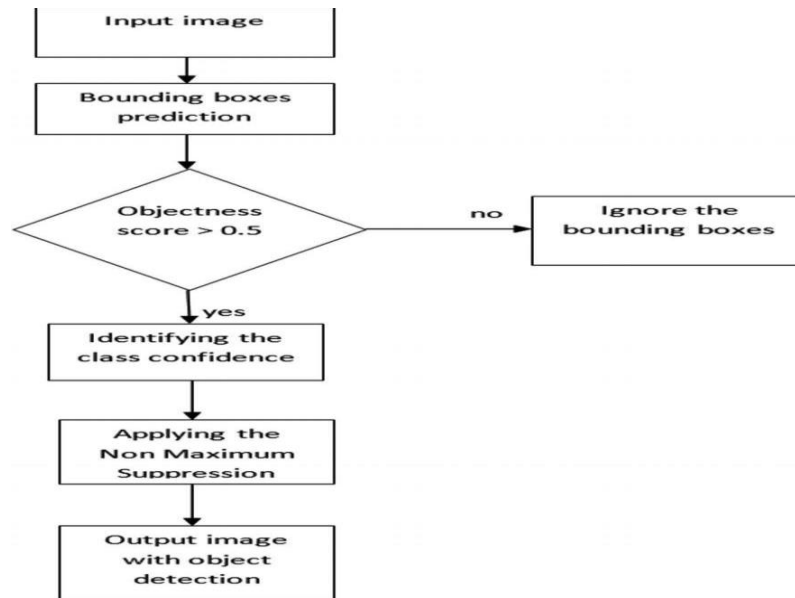 Input image
Bounding boxes
prediction
Objectness
score > 0.5
no
Ignore the
bounding boxes
yes
Identifying the
class confidence
Applying the
Non Maximum
Suppression
Output image
with object
detection